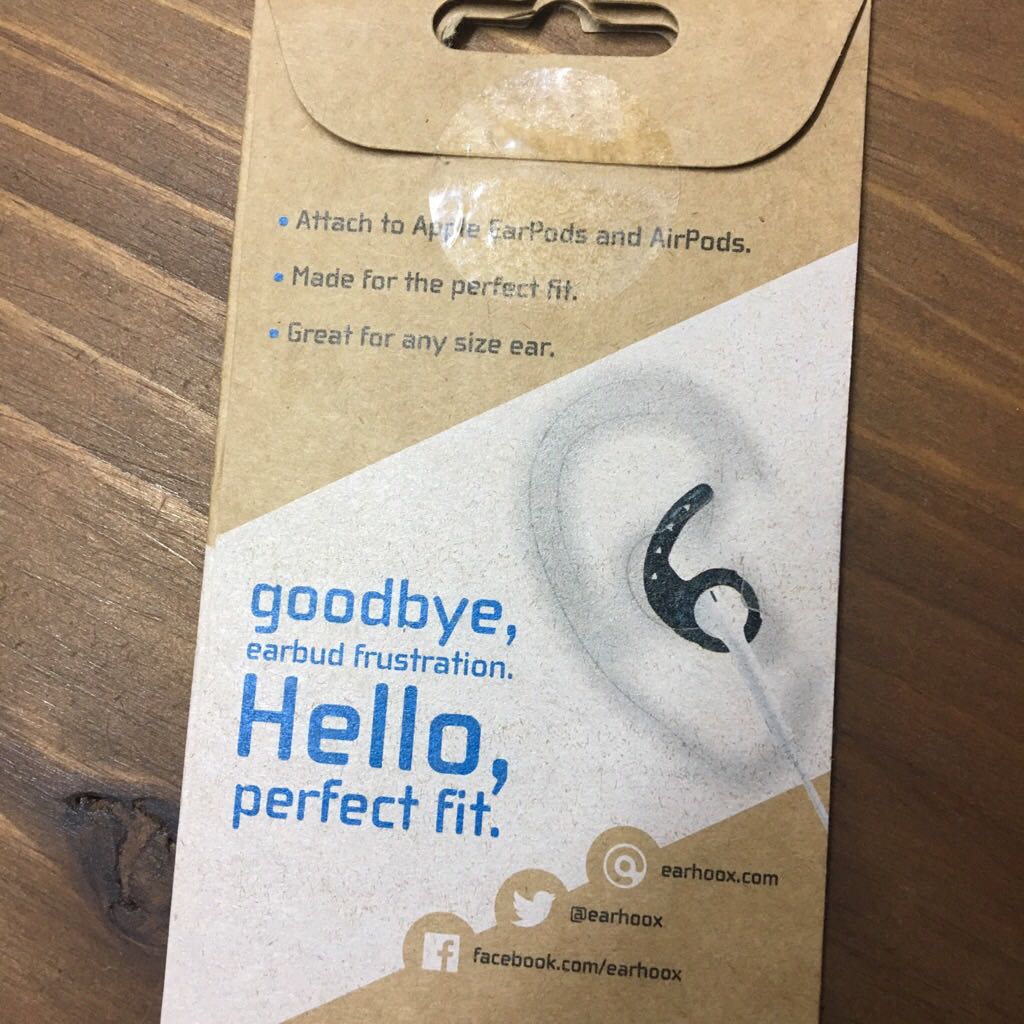 • Attach to Apple EarPods and AirPods.
• Made for the perfect fit.
• Great for any size ear.
goodbye,
earbud frustration.
Hello,
perfect fit.
earhoox.com
@earhoox
facebook.com/earhoox